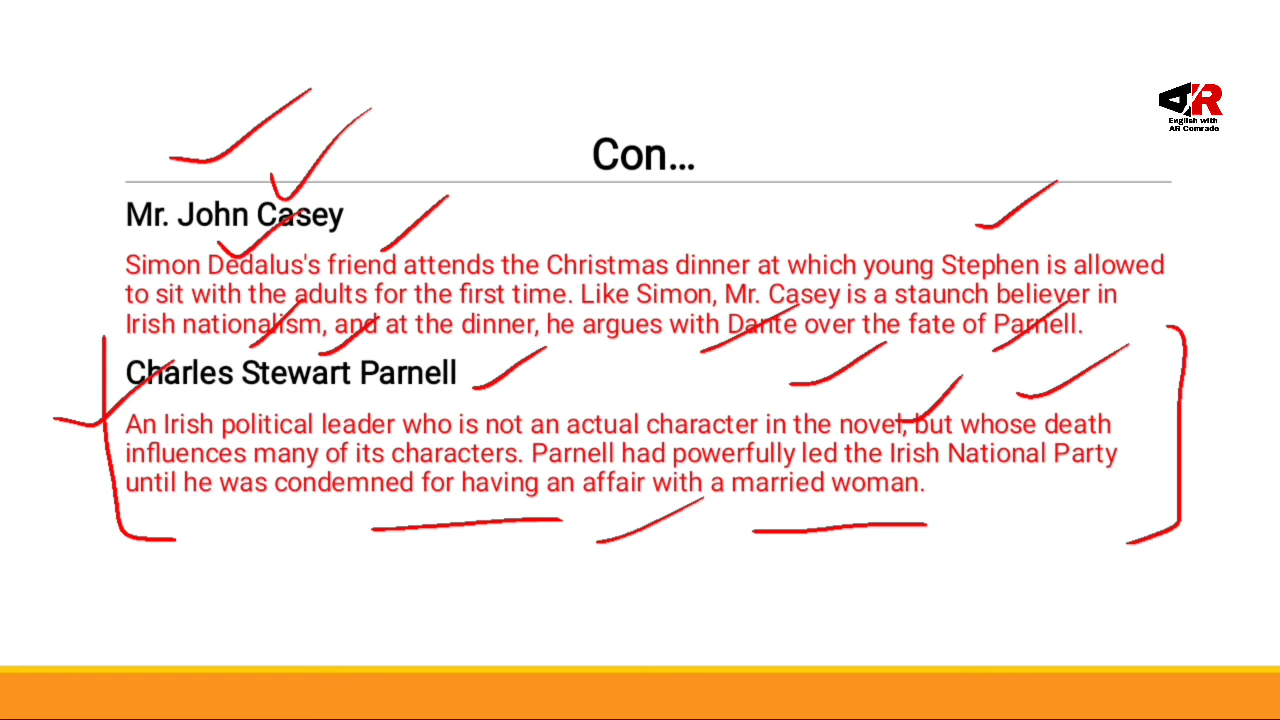 AR
English with
AR Comrade
Con...
Mr. John Casey
Simon Dedalus's friend attends the Christmas dinner at which young Stephen is allowed
to sit with the adults for the first time. Like Simon, Mr. Casey is a staunch believer in
Irish nationalism, and at the dinner, he argues with Dante over the fate of Parnell.
Charles Stewart Parnell
An Irish political leader who is not an actual character in the novel, but whose death
influences many of its characters. Parnell had powerfully led the Irish National Party
until he was condemned for having an affair with a married woman.